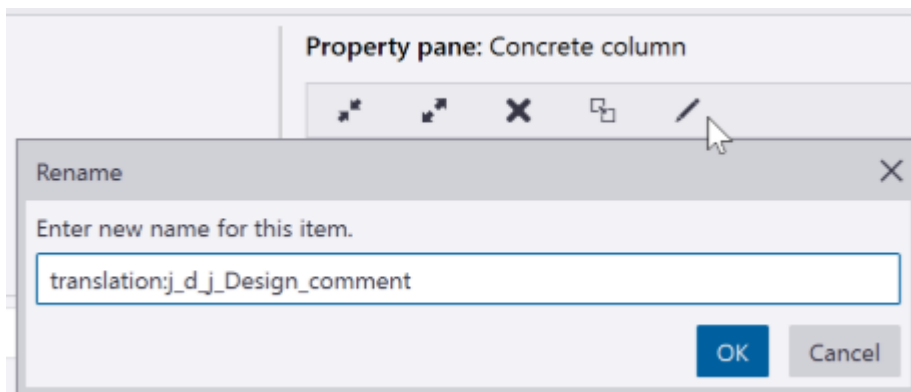 Property pane: Concrete column
Rename
Enter new name for this item.
translation:j_d_j_Design_comment
OK
Cancel